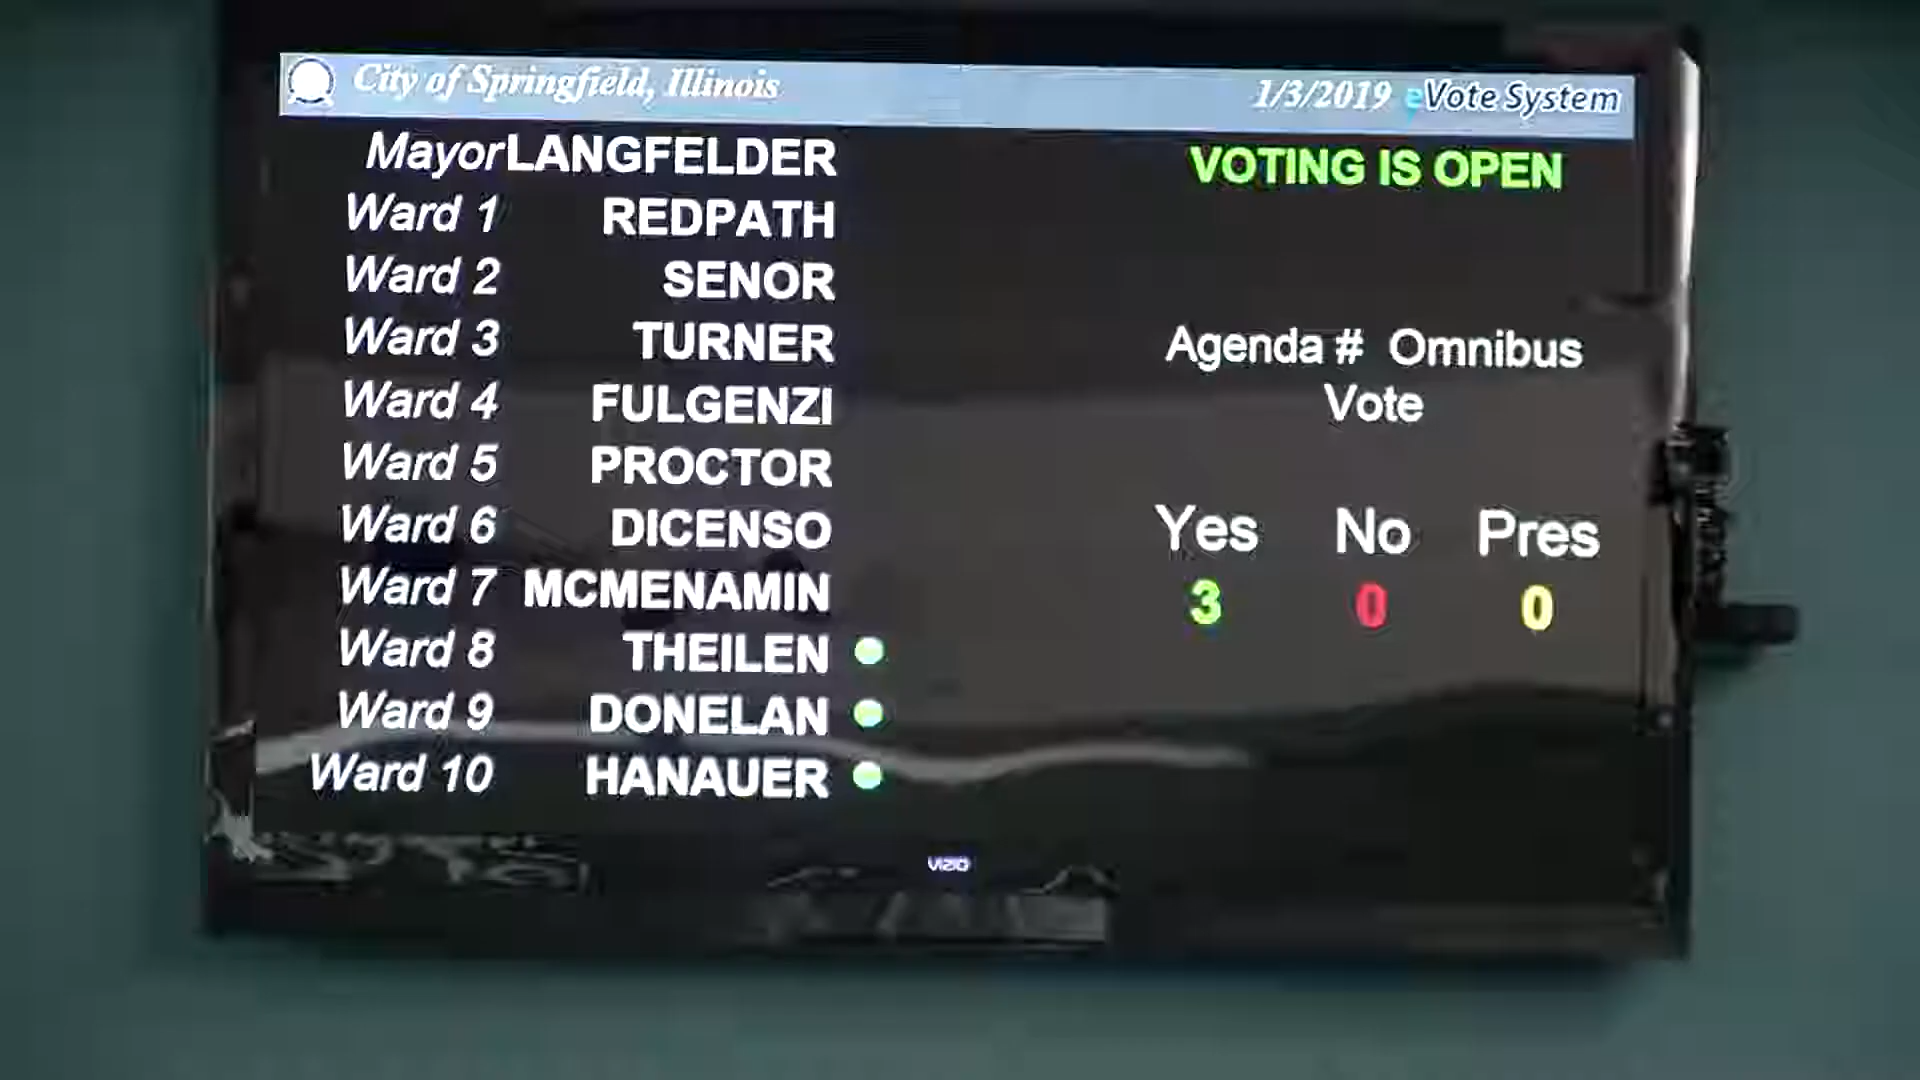 City of Springfield, Illinois 1/3/2019 eVote System
Mayor LANGFELDER
VOTING IS OPEN
Ward 1 REDPATH
Ward 2 SENOR
Ward 3 TURNER
Agenda # Omnibus
Ward 4 FULGENZI
Vote
Ward 5 PROCTOR
Ward 6 DICENSO
Yes No Pres
Ward 7 MCMENAMIN
3 0 0
Ward 8 THEILEN
Ward 9 DONELAN
Ward 10 HANAUER
VIZIO